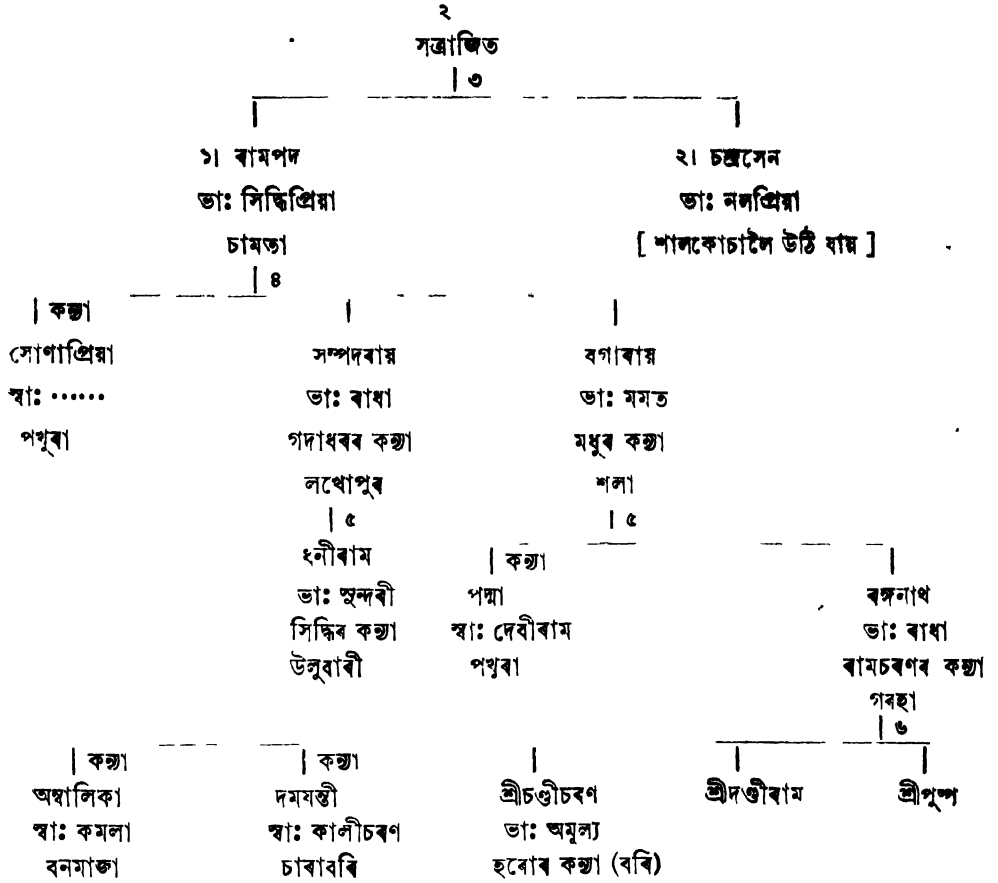 ২
সত্রাজিত
৩
১। ৰামপদ ২। চন্দ্ৰসেন
ভাঃ সিদ্ধিপ্ৰিয়া ভাঃ নলপ্ৰিয়া
চামতা [ শালকোচালৈ উঠি যায় ]
৪
কন্যা
সোণাপ্ৰিয়া সম্পদৰায় বগাৰায়
স্বাঃ ······ ভাঃ ৰাধা ভাঃ মমত
পখুৰা গদাধৰৰ কন্যা মধুৰ কন্যা
লখোপুৰ শলা
৫ ৫
ধনীৰাম কন্যা
ভাঃ সুন্দৰী পদ্মা ৰঙ্গনাথ
সিদ্ধিৰ কন্যা স্বাঃ দেবীৰাম ভাঃ ৰাধা
উলুবাৰী পখুৰা ৰামচৰণৰ কন্যা
গৰহা
৬
কন্যা কন্যা
অম্বালিকা দময়ন্তী শ্ৰীচণ্ডীচৰণ শ্ৰীদণ্ডীৰাম শ্ৰীপুষ্প
স্বাঃ কমলা স্বাঃ কালীচৰণ ভাঃ অমূল্য
বনমাজা চাৰাবৰি হৰোৰ কন্যা (বৰি)